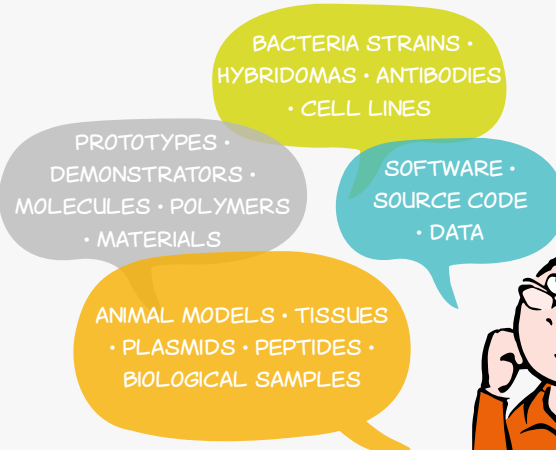 BACTERIA STRAINS •
HYBRIDOMAS • ANTIBODIES
• CELL LINES
PROTOTYPES •
DEMONSTRATORS •
MOLECULES • POLYMERS
• MATERIALS
SOFTWARE •
SOURCE CODE
• DATA
ANIMAL MODELS • TISSUES
• PLASMIDS • PEPTIDES •
BIOLOGICAL SAMPLES